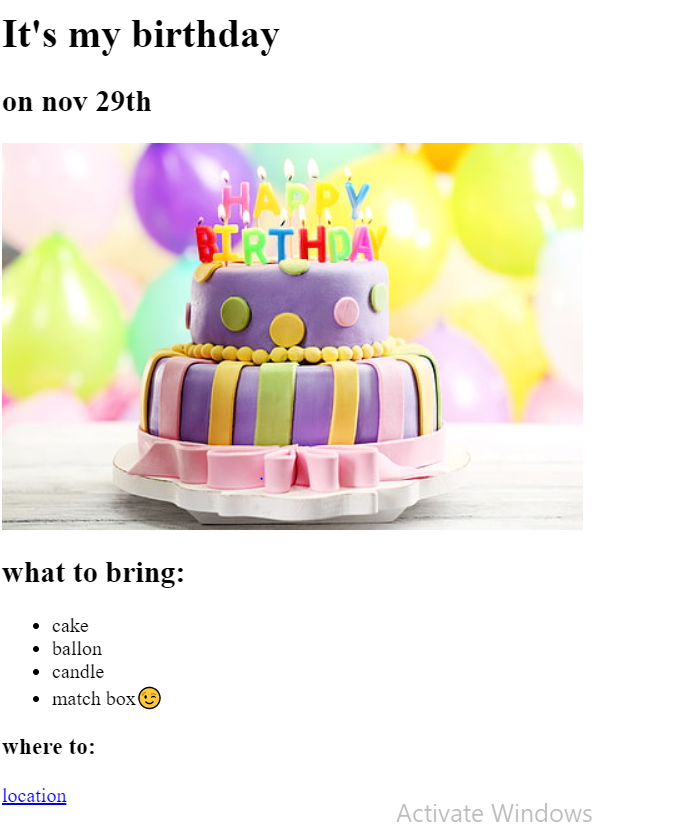 It's my birthday
on nov 29th
HAPPY
BIRTHDAY
what to bring:
cake
ballon
candle
match box😉
where to:
location
Activate Windows